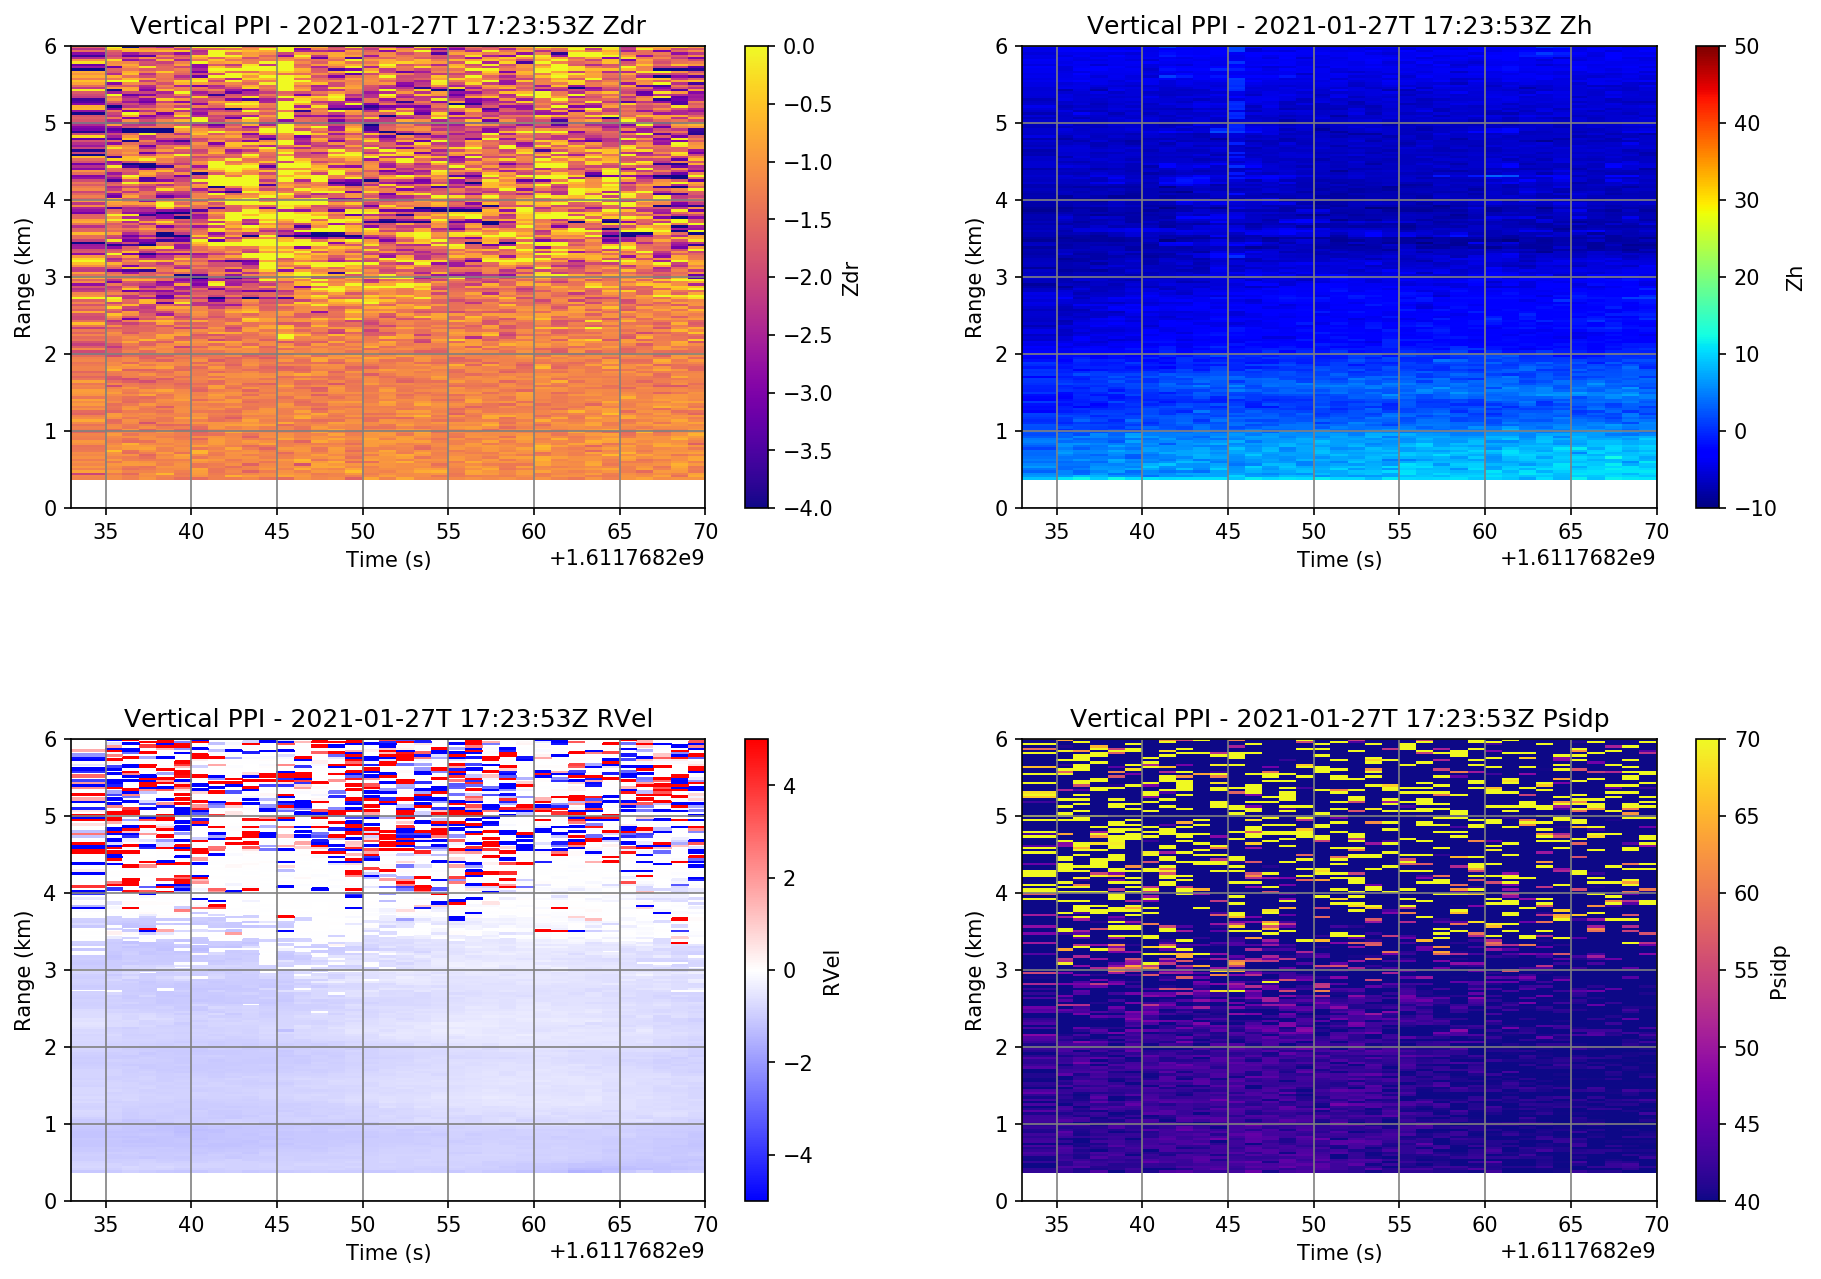 Vertical PPI - 2021-01-27T 17:23:53Z Zdr
6
5
4
3
2
1
0
Range (km)
35 40 45 50 55 60 65 70
Time (s)
+1.6117682e9
0.0
−0.5
−1.0
−1.5
−2.0
−2.5
−3.0
−3.5
−4.0
Zdr
Vertical PPI - 2021-01-27T 17:23:53Z Zh
6
5
4
3
2
1
0
Range (km)
35 40 45 50 55 60 65 70
Time (s)
+1.6117682e9
50
40
30
20
10
0
−10
Zh
Vertical PPI - 2021-01-27T 17:23:53Z RVel
6
5
4
3
2
1
0
Range (km)
35 40 45 50 55 60 65 70
Time (s)
+1.6117682e9
4
2
0
−2
−4
RVel
Vertical PPI - 2021-01-27T 17:23:53Z Psidp
6
5
4
3
2
1
0
Range (km)
35 40 45 50 55 60 65 70
Time (s)
+1.6117682e9
70
65
60
55
50
45
40
Psidp